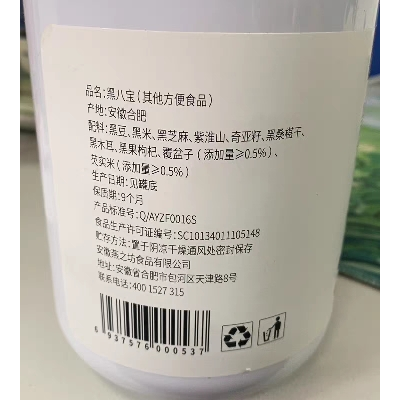 品名:黑八宝(其他方便食品)
产地:安徽合肥
配料:黑豆、黑米、黑芝麻、紫淮山、奇亚籽、黑桑椹干、
黑木耳、黑果枸杞、覆盆子(添加量≥0.5%)、
芡实米(添加量≥0.5%)
生产日期:见罐底
保质期:9个月
产品标准号:Q/AYZF0016S
食品生产许可证编号:SC10134011105148
贮存方法:置于阴凉干燥通风处密封保存
安徽燕之坊食品有限公司
地址:安徽省合肥市包河区天津路8号
联系电话:400 1527 315
6 937576 000537